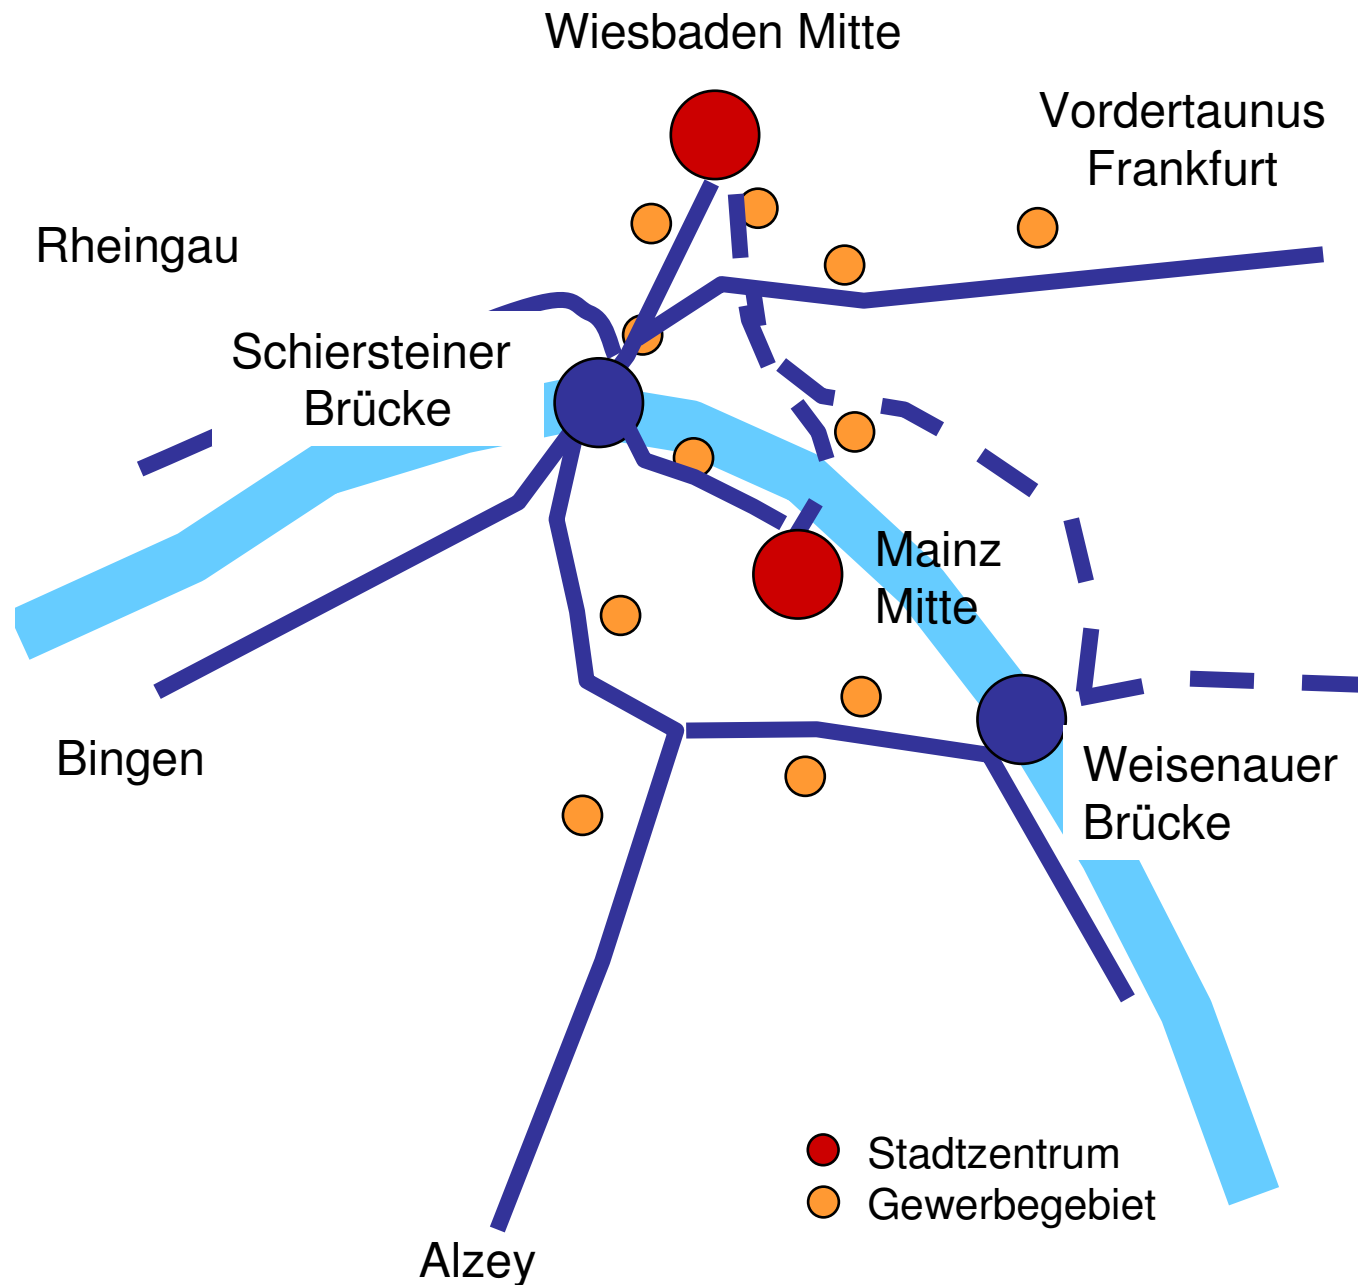 Wiesbaden Mitte
Vordertaunus
Frankfurt
Rheingau
Schiersteiner
Brücke
Mainz
Mitte
Bingen
Weisenauer
Brücke
Stadtzentrum
Gewerbegebiet
Alzey